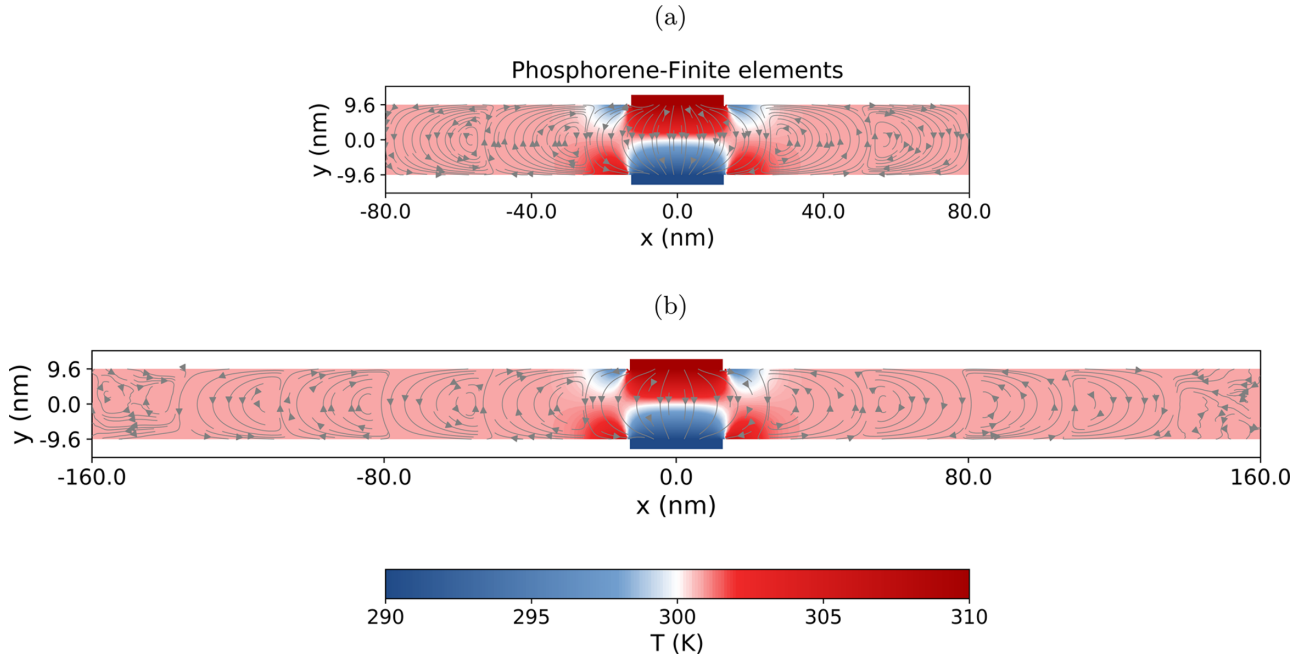 (a)
Phosphorene-Finite elements
9.6
0.0
-9.6
y (nm)
-80.0 -40.0 0.0 40.0 80.0
x (nm)
(b)
9.6
0.0
-9.6
y (nm)
-160.0 -80.0 0.0 80.0 160.0
x (nm)
290 295 300 305 310
T (K)